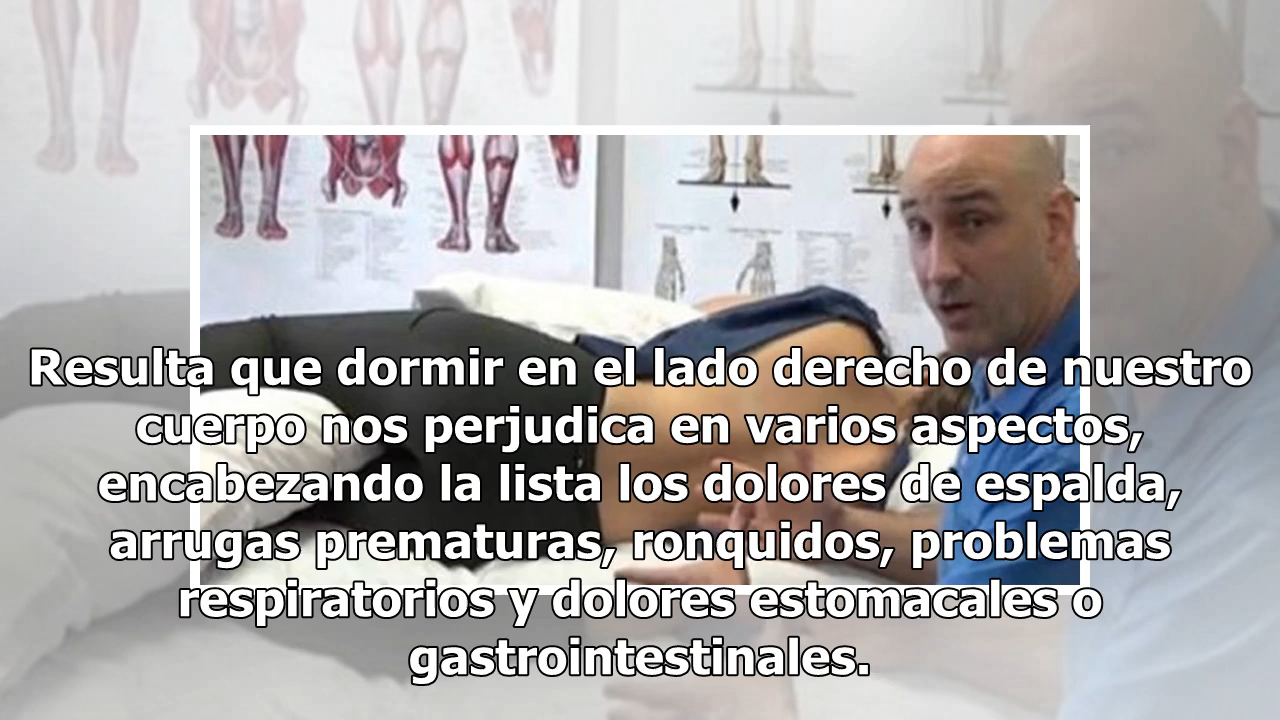 Resulta que dormir en el lado derecho de nuestro
cuerpo nos perjudica en varios aspectos,
encabezando la lista los dolores de espalda,
arrugas prematuras, ronquidos, problemas
respiratorios y dolores estomacales o
gastrointestinales.